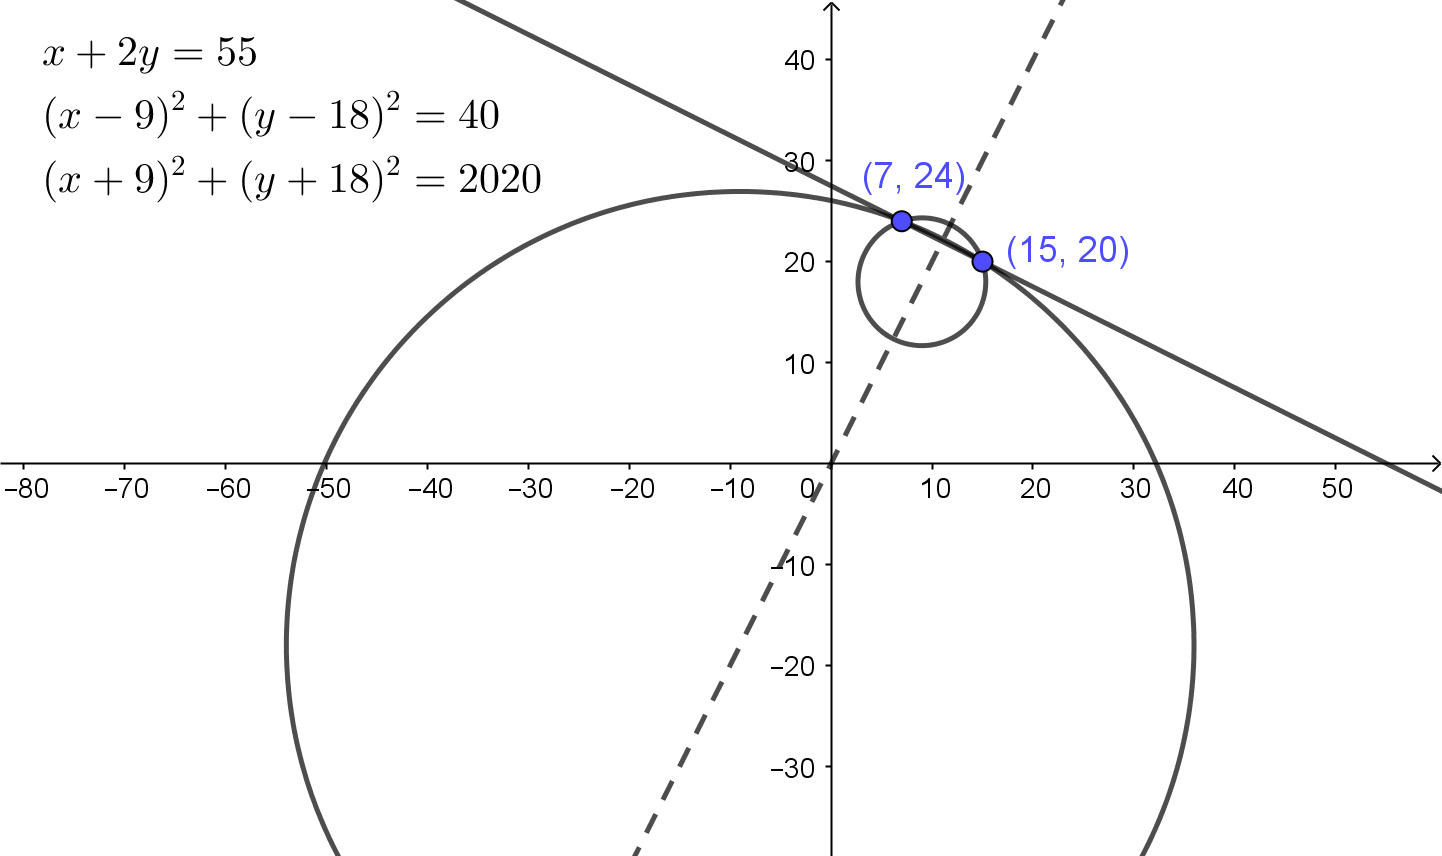 x + 2y = 55
(x − 9)² + (y − 18)² = 40
(x + 9)² + (y + 18)² = 2020
40
30
(7, 24)
(15, 20)
20
10
−80 −70 −60 −50 −40 −30 −20 −10 0 10 20 30 40 50
−10
−20
−30